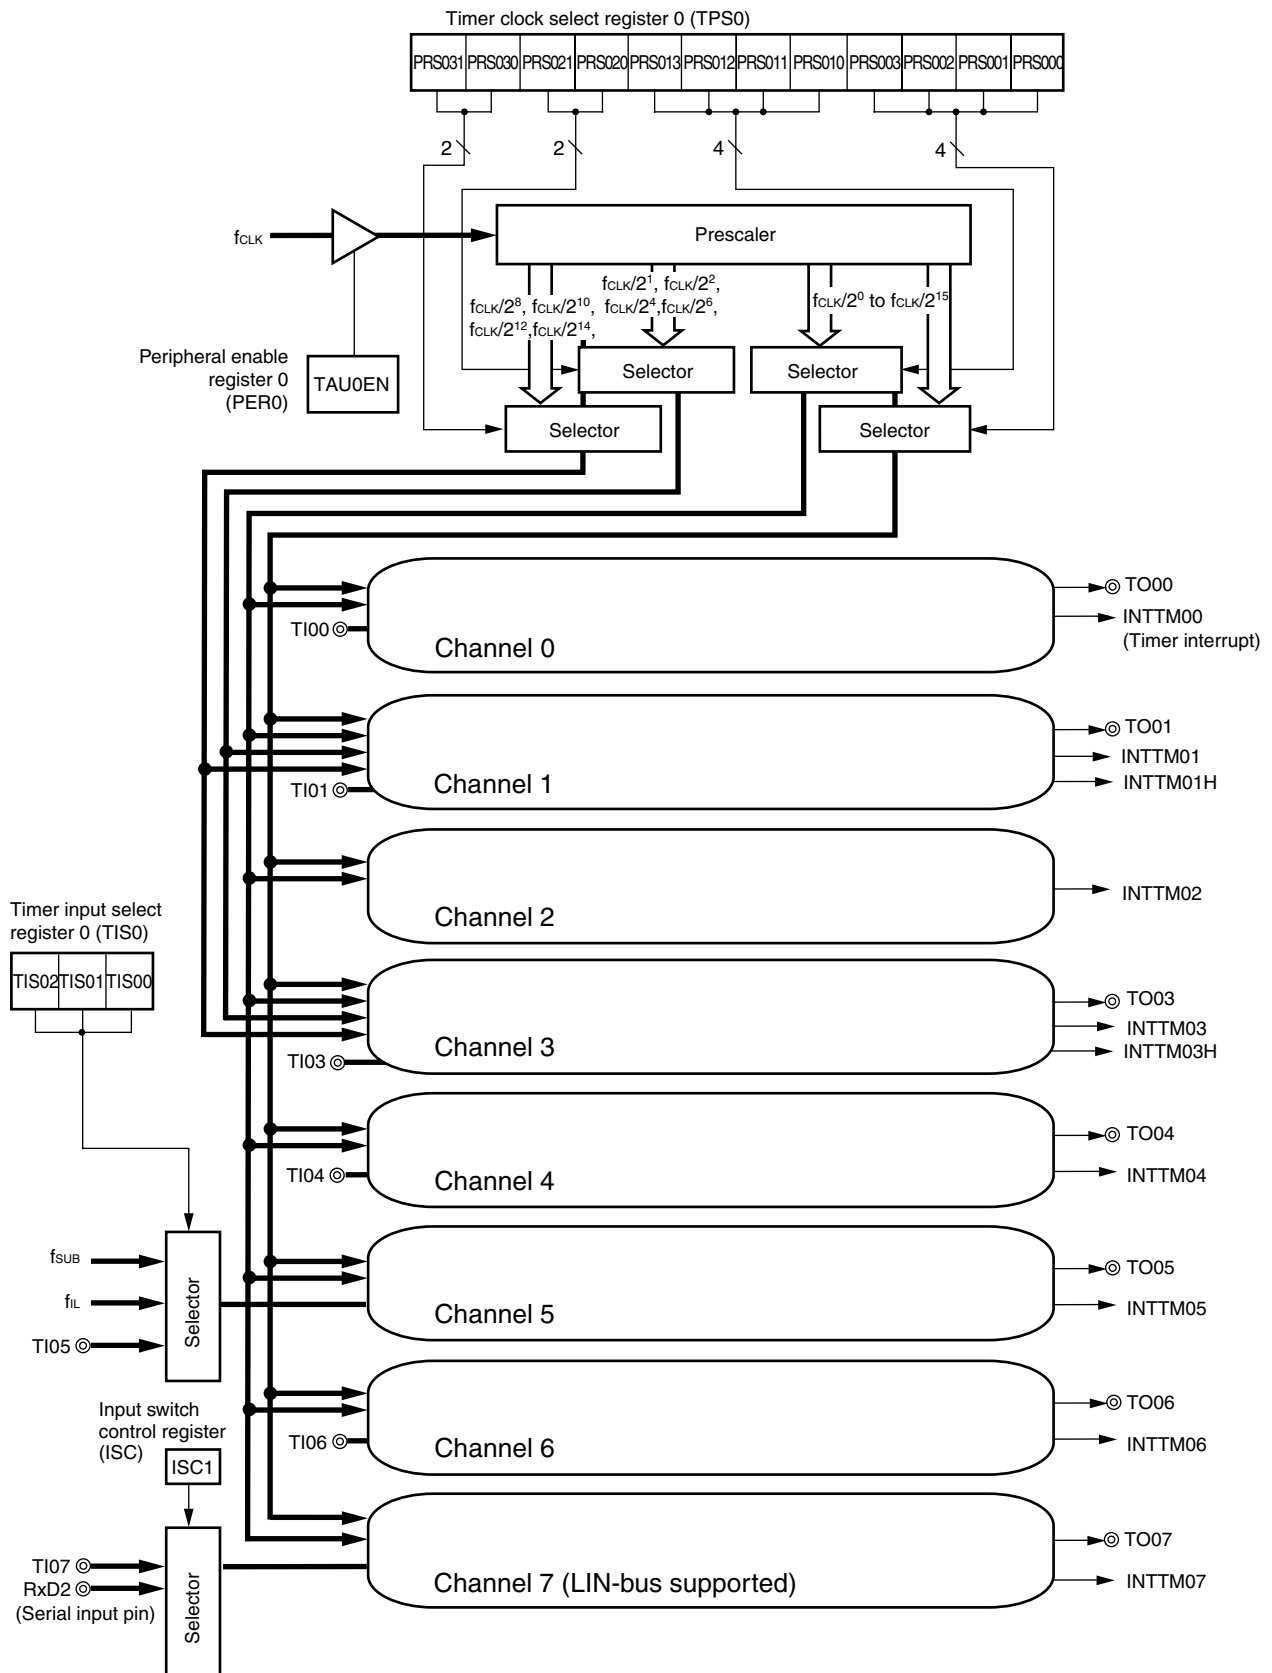 Timer clock select register 0 (TPS0)
PRS031 PRS030 PRS021 PRS020 PRS013 PRS012 PRS011 PRS010 PRS003 PRS002 PRS001 PRS000
2 2 4 4
fCLK
Prescaler
fCLK/2¹, fCLK/2²,
fCLK/2⁴,fCLK/2⁶,
fCLK/2⁸, fCLK/2¹⁰,
fCLK/2¹²,fCLK/2¹⁴,
fCLK/2⁰ to fCLK/2¹⁵
Peripheral enable
register 0
(PER0)
TAU0EN
Selector
Selector
Selector
Selector
TI00
Channel 0
TO00
INTTM00
(Timer interrupt)
TI01
Channel 1
TO01
INTTM01
INTTM01H
Channel 2
INTTM02
Timer input select
register 0 (TIS0)
TIS02 TIS01 TIS00
TI03
Channel 3
TO03
INTTM03
INTTM03H
TI04
Channel 4
TO04
INTTM04
fSUB
fIL
TI05
Selector
Channel 5
TO05
INTTM05
TI06
Channel 6
TO06
INTTM06
Input switch
control register
(ISC)
ISC1
TI07
RxD2
(Serial input pin)
Selector
Channel 7 (LIN-bus supported)
TO07
INTTM07